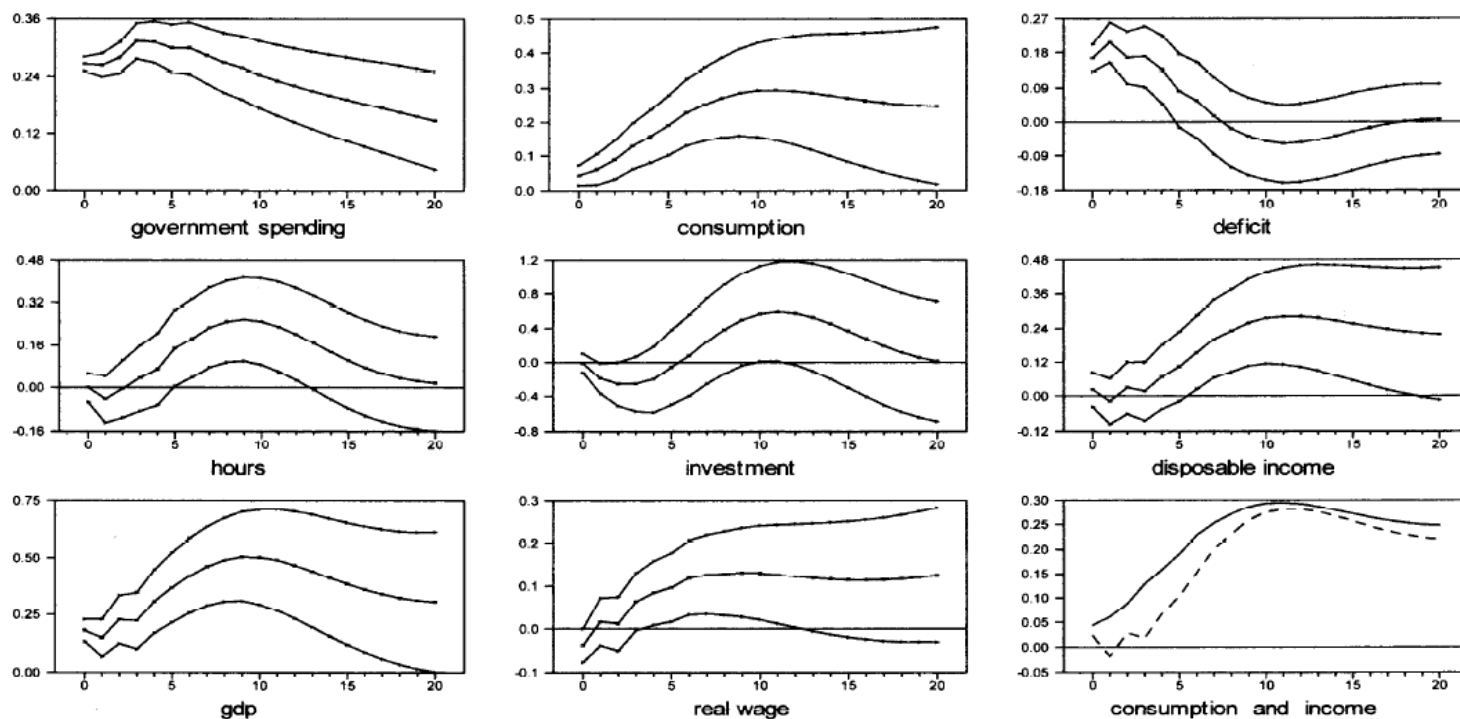 0.36
0.24
0.12
0.00
0 5 10 15 20
government spending
0.5
0.4
0.3
0.2
0.1
0.0
0 5 10 15 20
consumption
0.27
0.18
0.09
0.00
-0.09
-0.18
0 5 10 15 20
deficit
0.48
0.32
0.16
0.00
-0.16
0 5 10 15 20
hours
1.2
0.8
0.4
0.0
-0.4
-0.8
0 5 10 15 20
investment
0.48
0.36
0.24
0.12
0.00
-0.12
0 5 10 15 20
disposable income
0.75
0.50
0.25
0.00
0 5 10 15 20
gdp
0.3
0.2
0.1
0.0
-0.1
0 5 10 15 20
real wage
0.30
0.25
0.20
0.15
0.10
0.05
0.00
-0.05
0 5 10 15 20
consumption and income